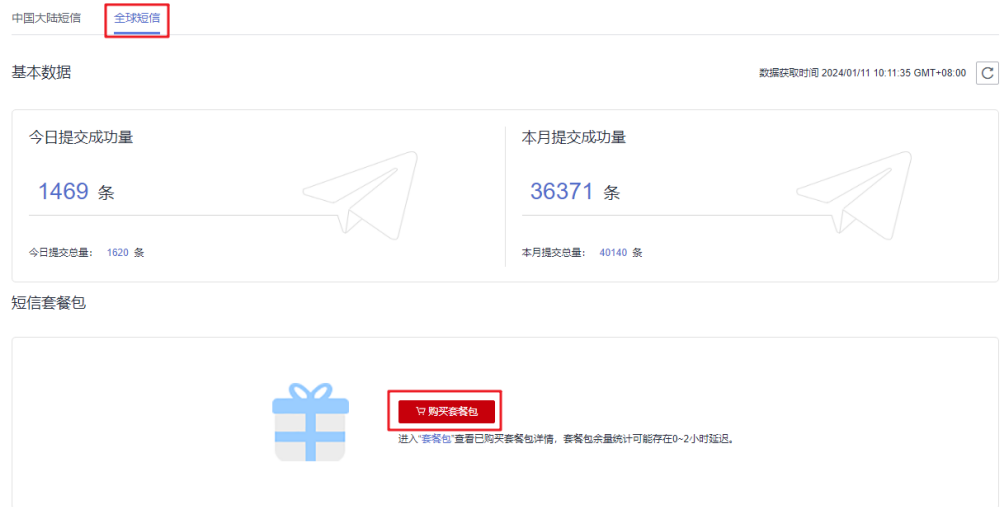 中国大陆短信 全球短信
基本数据 数据获取时间 2024/01/11 10:11:35 GMT+08:00
今日提交成功量
1469 条
今日提交总量： 1620 条
本月提交成功量
36371 条
本月提交总量： 40140 条
短信套餐包
购买套餐包
进入“套餐包”查看已购买套餐包详情，套餐包余量统计可能存在0~2小时延迟。